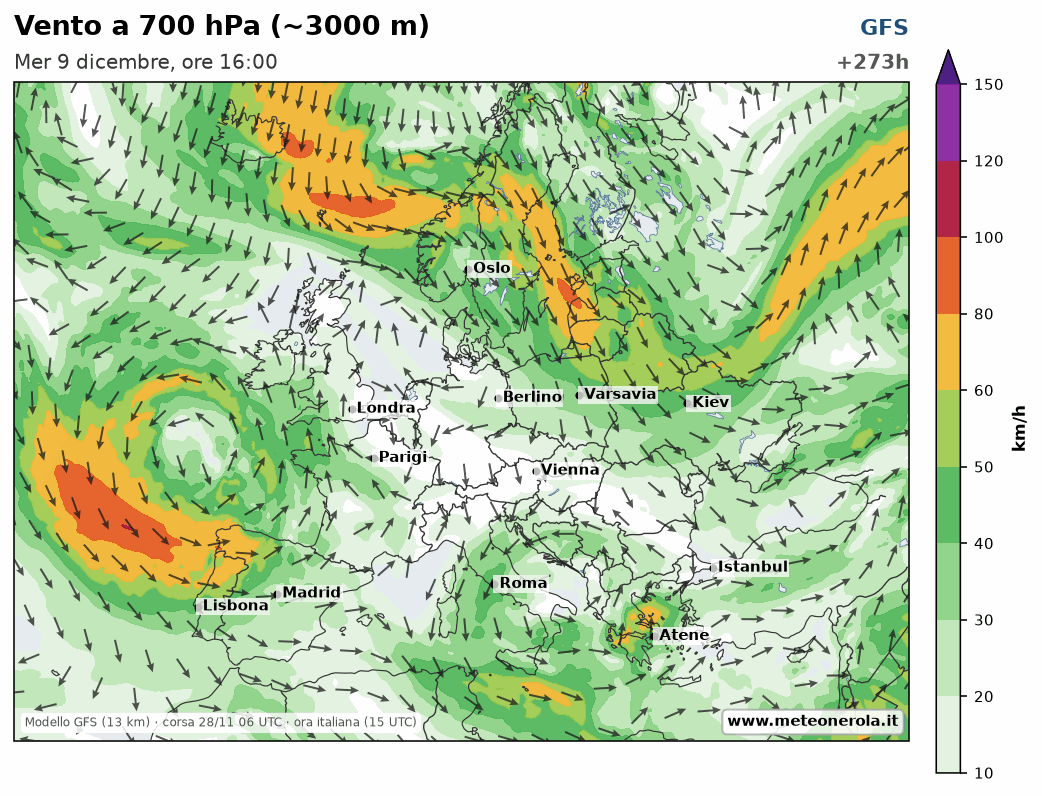 Vento a 700 hPa (~3000 m)
GFS
Mer 9 dicembre, ore 16:00
+273h
150
120
100
80
60
50
40
30
20
10
km/h
Oslo
Berlino
Varsavia
Kiev
Londra
Parigi
Vienna
Istanbul
Roma
Madrid
Lisbona
Atene
Modello GFS (13 km) · corsa 28/11 06 UTC · ora italiana (15 UTC)
www.meteonerola.it